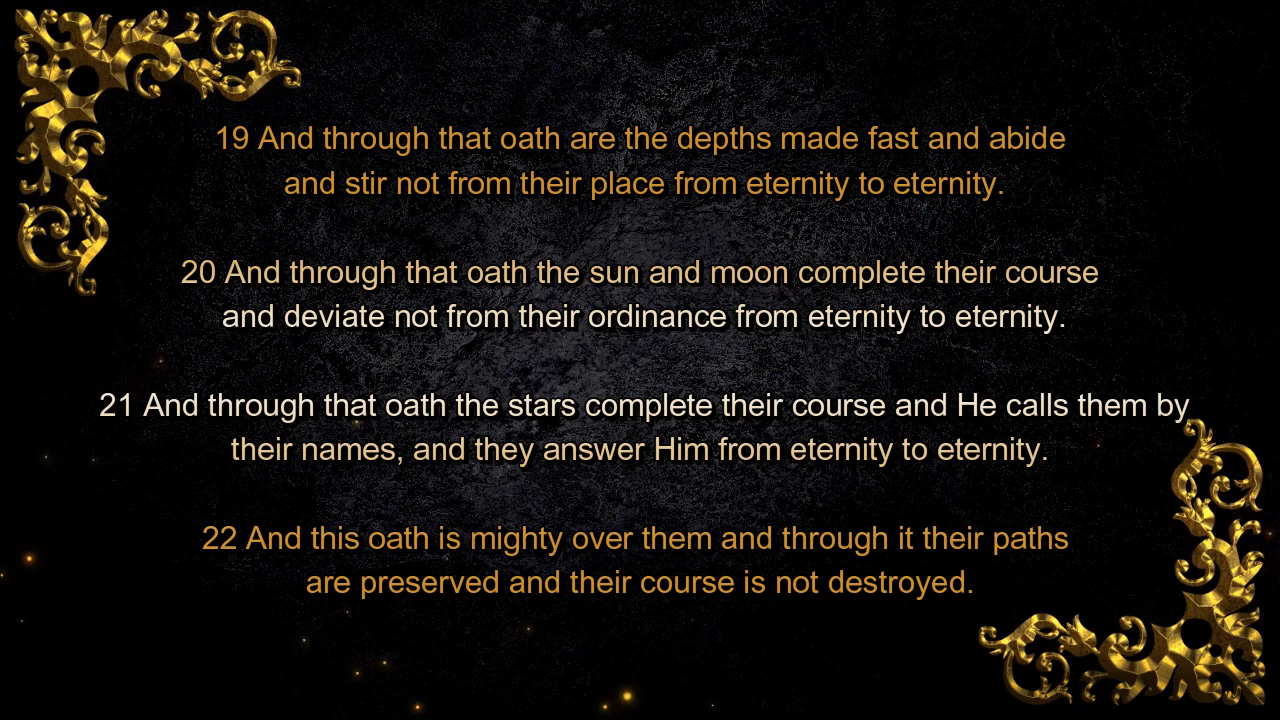 19 And through that oath are the depths made fast and abide
and stir not from their place from eternity to eternity.
20 And through that oath the sun and moon complete their course
and deviate not from their ordinance from eternity to eternity.
21 And through that oath the stars complete their course and He calls them by
their names, and they answer Him from eternity to eternity.
22 And this oath is mighty over them and through it their paths
are preserved and their course is not destroyed.